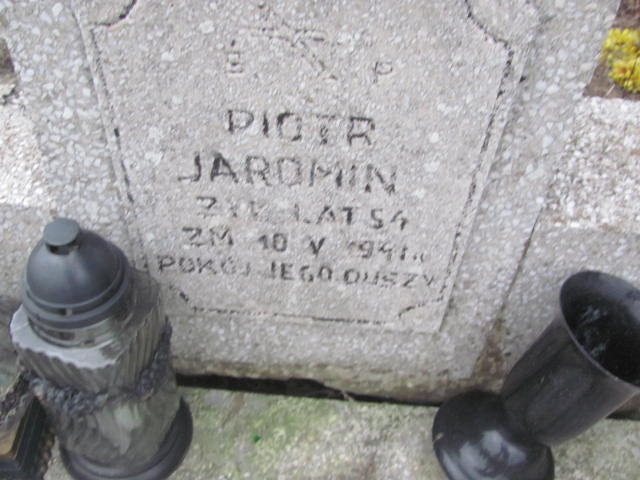 Ś P
PIOTR
JAROMIN
ŻYŁ LAT 54
ZM 10 V 1941 R.
POKÓJ JEGO DUSZY